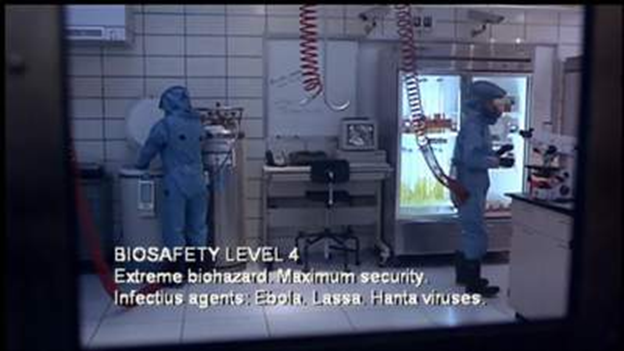 BIOSAFETY LEVEL 4
Extreme biohazard. Maximum security.
Infectius agents: Ebola. Lassa. Hanta viruses.